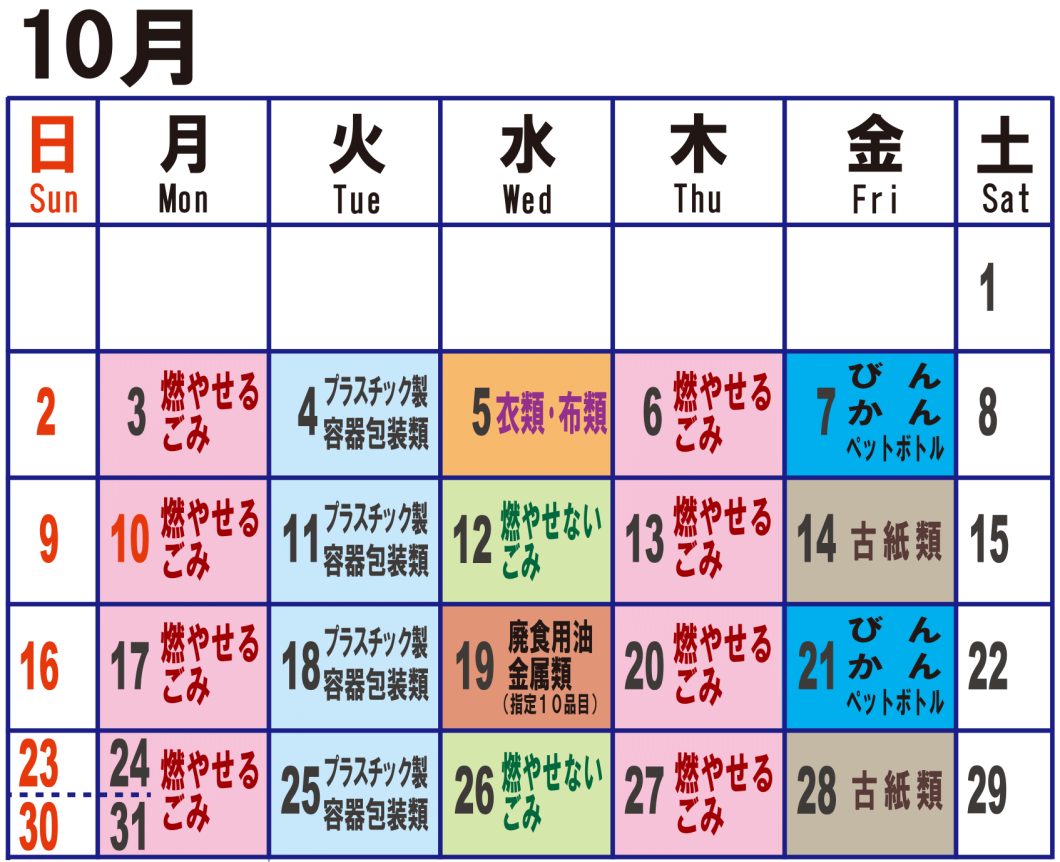 10月
日 月 火 水 木 金 土
Sun Mon Tue Wed Thu Fri Sat
1
2
3 燃やせる
ごみ
4 プラスチック製
容器包装類
5 衣類・布類
6 燃やせる
ごみ
7 びん
かん
ペットボトル
8
9
10 燃やせる
ごみ
11 プラスチック製
容器包装類
12 燃やせない
ごみ
13 燃やせる
ごみ
14 古紙類
15
16
17 燃やせる
ごみ
18 プラスチック製
容器包装類
19 廃食用油
金属類
(指定10品目)
20 燃やせる
ごみ
21 びん
かん
ペットボトル
22
23
30
24 燃やせる
31 ごみ
25 プラスチック製
容器包装類
26 燃やせない
ごみ
27 燃やせる
ごみ
28 古紙類
29